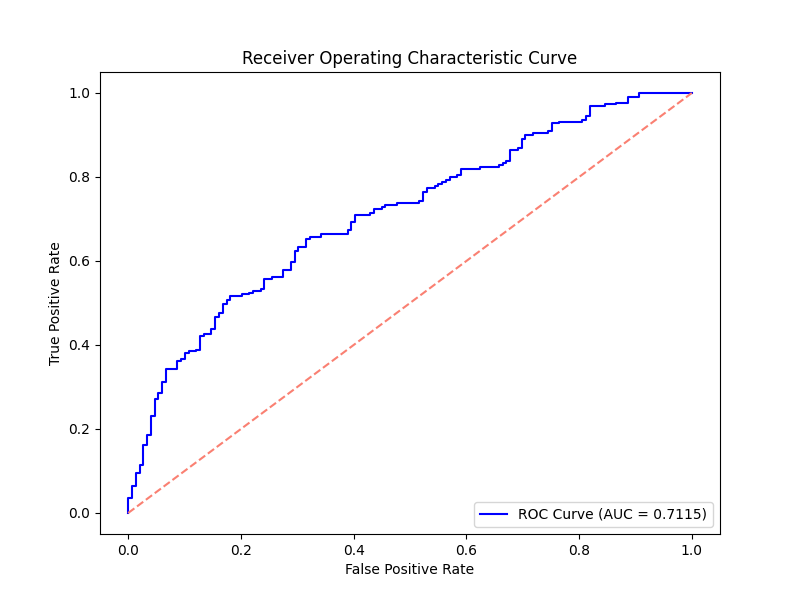 Receiver Operating Characteristic Curve
True Positive Rate
1.0
0.8
0.6
0.4
0.2
0.0
ROC Curve (AUC = 0.7115)
0.0 0.2 0.4 0.6 0.8 1.0
False Positive Rate